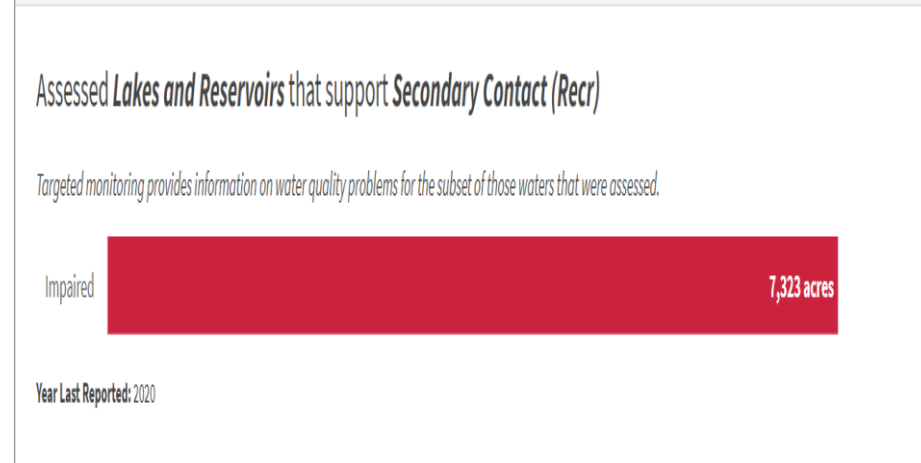 Assessed Lakes and Reservoirs that support Secondary Contact (Recr)
Targeted monitoring provides information on water quality problems for the subset of those waters that were assessed.
Impaired 7,323 acres
Year Last Reported: 2020